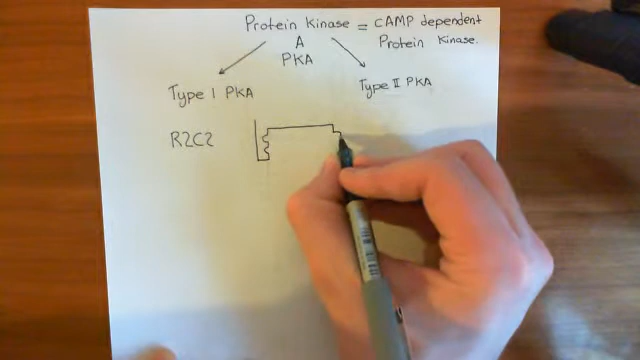 Protein Kinase = cAMP dependent
A Protein Kinase.
PKA
Type I PKA Type II PKA
R2C2